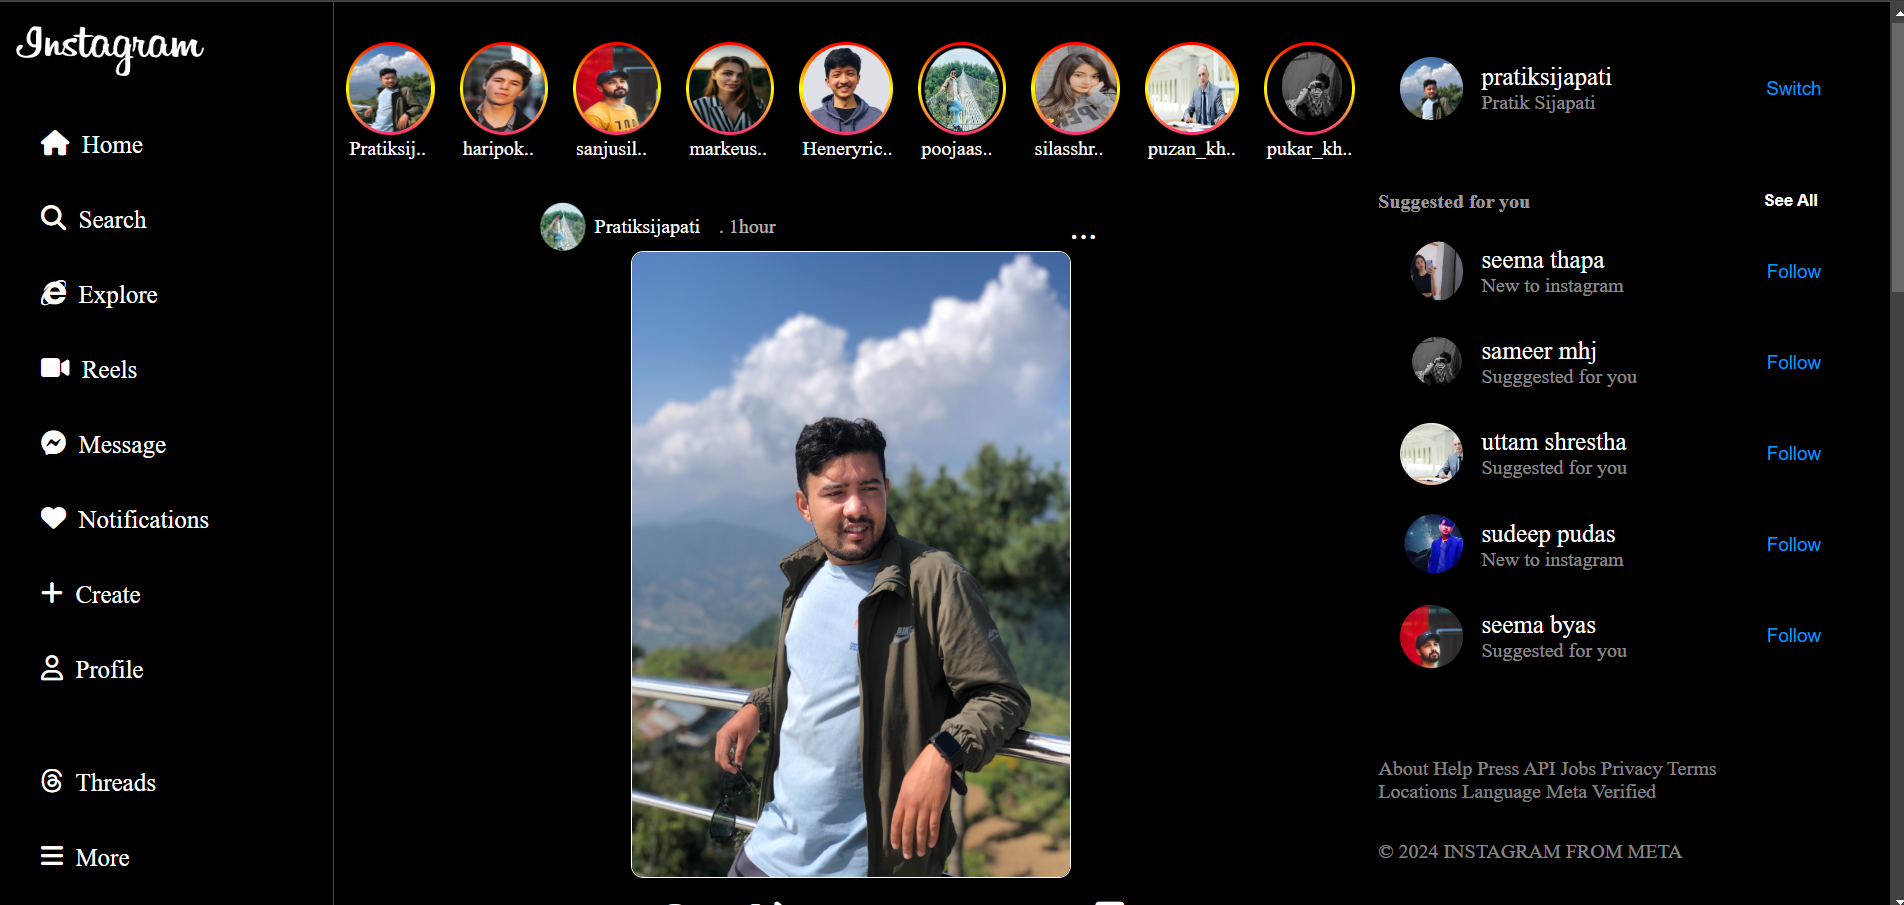 Instagram
Home
Search
Explore
Reels
Message
Notifications
Create
Profile
Threads
More
Pratiksij..
haripok..
sanjusil..
markeus..
Heneryric..
poojaas..
silasshr..
puzan_kh..
pukar_kh..
Pratiksijapati . 1hour
...
pratiksijapati
Pratik Sijapati
Switch
Suggested for you
See All
seema thapa
New to instagram
Follow
sameer mhj
Sugggested for you
Follow
uttam shrestha
Suggested for you
Follow
sudeep pudas
New to instagram
Follow
seema byas
Suggested for you
Follow
About Help Press API Jobs Privacy Terms
Locations Language Meta Verified
© 2024 INSTAGRAM FROM META